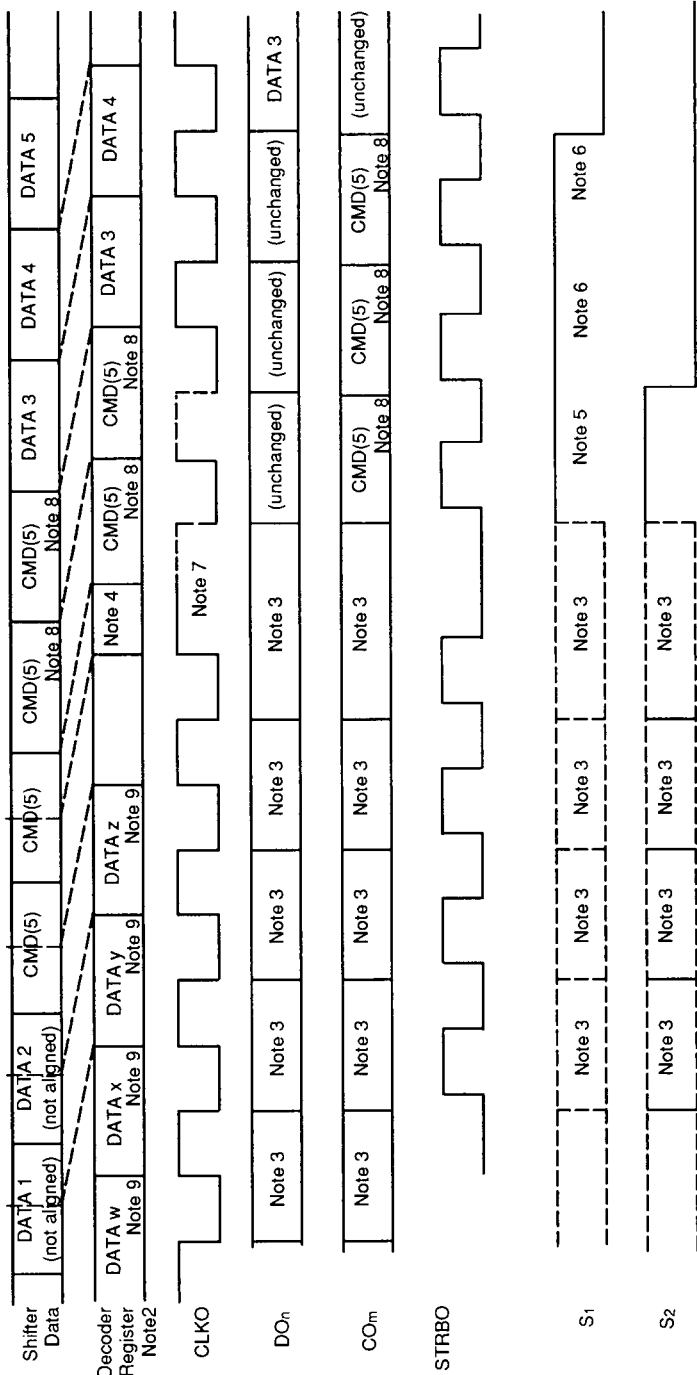 Shifter
Data
DATA 1
(not aligned)
DATA 2
(not aligned)
CMD(5)
CMD(5)
CMD(5)
Note 8
CMD(5)
Note 8
DATA 3
DATA 4
DATA 5
Decoder
Register
Note2
DATA w
Note 9
DATA x
Note 9
DATA y
Note 9
DATA z
Note 9
Note 4
CMD(5)
Note 8
CMD(5)
Note 8
DATA 3
DATA 4
CLKO
Note 7
DOn
Note 3
Note 3
Note 3
Note 3
Note 3
(unchanged)
(unchanged)
(unchanged)
DATA 3
COm
Note 3
Note 3
Note 3
Note 3
Note 3
CMD(5)
Note 8
CMD(5)
Note 8
CMD(5)
Note 8
(unchanged)
STRBO
S1
Note 3
Note 3
Note 3
Note 3
Note 5
Note 6
Note 6
S2
Note 3
Note 3
Note 3
Note 3